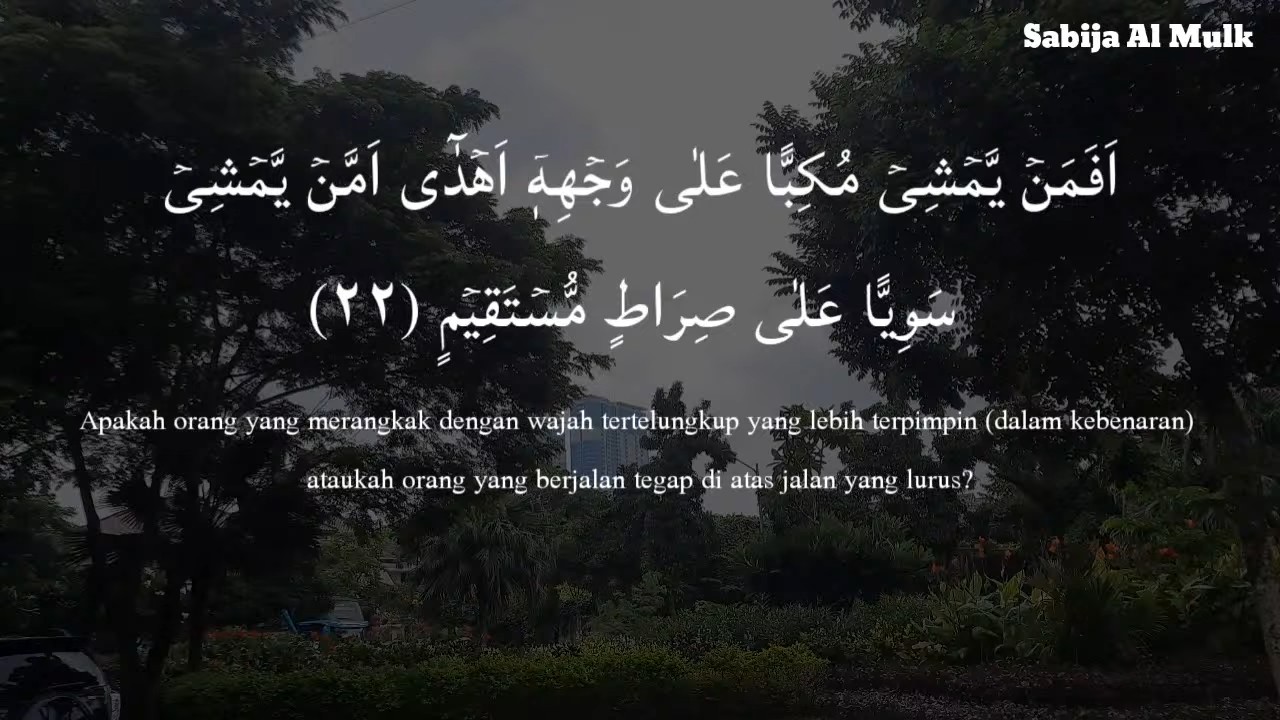 Sabija Al Mulk
اَفَمَنۡ يَّمۡشِىۡ مُكِبًّا عَلٰى وَجۡهِهٖۤ اَهۡدٰٓى اَمَّنۡ يَّمۡشِىۡ
سَوِيًّا عَلٰى صِرَاطٍ مُّسۡتَقِيۡمٍ (٢٢)
Apakah orang yang merangkak dengan wajah tertelungkup yang lebih terpimpin (dalam kebenaran)
ataukah orang yang berjalan tegap di atas jalan yang lurus?